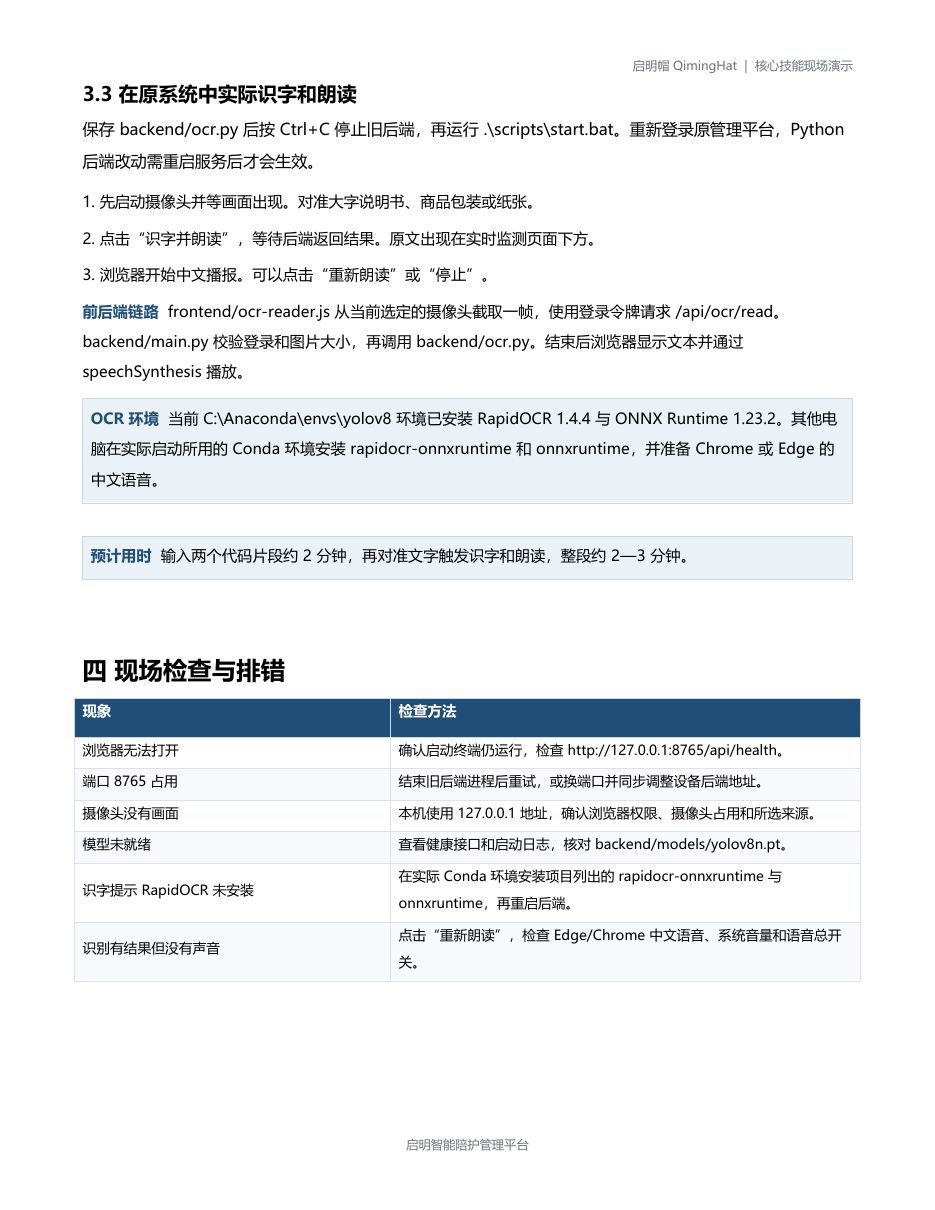 启明帽 QimingHat | 核心技能现场演示
3.3 在原系统中实际识字和朗读
保存 backend/ocr.py 后按 Ctrl+C 停止旧后端，再运行 .\scripts\start.bat。重新登录原管理平台，Python
后端改动需重启服务后才会生效。
1. 先启动摄像头并等画面出现。对准大字说明书、商品包装或纸张。
2. 点击“识字并朗读”，等待后端返回结果。原文出现在实时监测页面下方。
3. 浏览器开始中文播报。可以点击“重新朗读”或“停止”。
前后端链路 frontend/ocr-reader.js 从当前选定的摄像头截取一帧，使用登录令牌请求 /api/ocr/read。
backend/main.py 校验登录和图片大小，再调用 backend/ocr.py。结束后浏览器显示文本并通过
speechSynthesis 播放。
OCR 环境 当前 C:\Anaconda\envs\yolov8 环境已安装 RapidOCR 1.4.4 与 ONNX Runtime 1.23.2。其他电
脑在实际启动所用的 Conda 环境安装 rapidocr-onnxruntime 和 onnxruntime，并准备 Chrome 或 Edge 的
中文语音。
预计用时 输入两个代码片段约 2 分钟，再对准文字触发识字和朗读，整段约 2—3 分钟。
四 现场检查与排错
现象 检查方法
浏览器无法打开 确认启动终端仍运行，检查 http://127.0.0.1:8765/api/health。
端口 8765 占用 结束旧后端进程后重试，或换端口并同步调整设备后端地址。
摄像头没有画面 本机使用 127.0.0.1 地址，确认浏览器权限、摄像头占用和所选来源。
模型未就绪 查看健康接口和启动日志，核对 backend/models/yolov8n.pt。
识字提示 RapidOCR 未安装 在实际 Conda 环境安装项目列出的 rapidocr-onnxruntime 与
onnxruntime，再重启后端。
识别有结果但没有声音 点击“重新朗读”，检查 Edge/Chrome 中文语音、系统音量和语音总开
关。
启明智能陪护管理平台